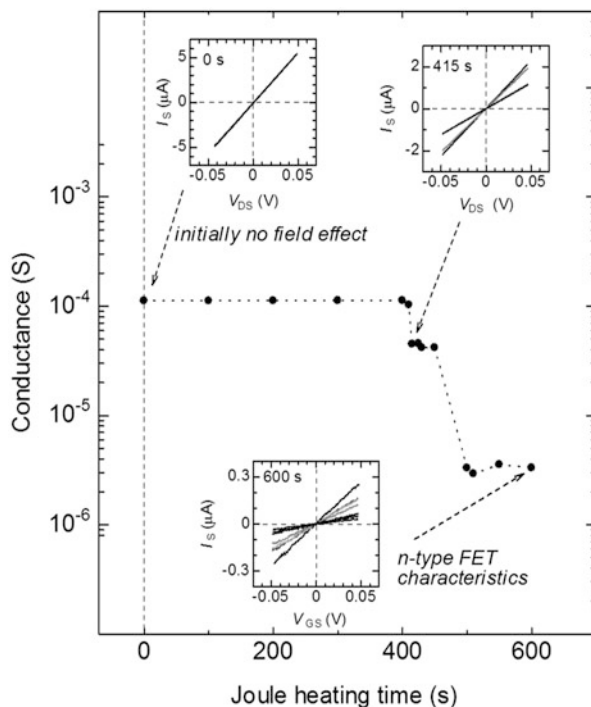 0 s
5
0
-5
I_S (μA)
-0.05 0 0.05
V_DS (V)
415 s
2
0
-2
I_S (μA)
-0.05 0 0.05
V_DS (V)
initially no field effect
10⁻³
10⁻⁴
10⁻⁵
10⁻⁶
Conductance (S)
600 s
0.3
0
-0.3
I_S (μA)
-0.05 0 0.05
V_GS (V)
n-type FET
characteristics
0 200 400 600
Joule heating time (s)